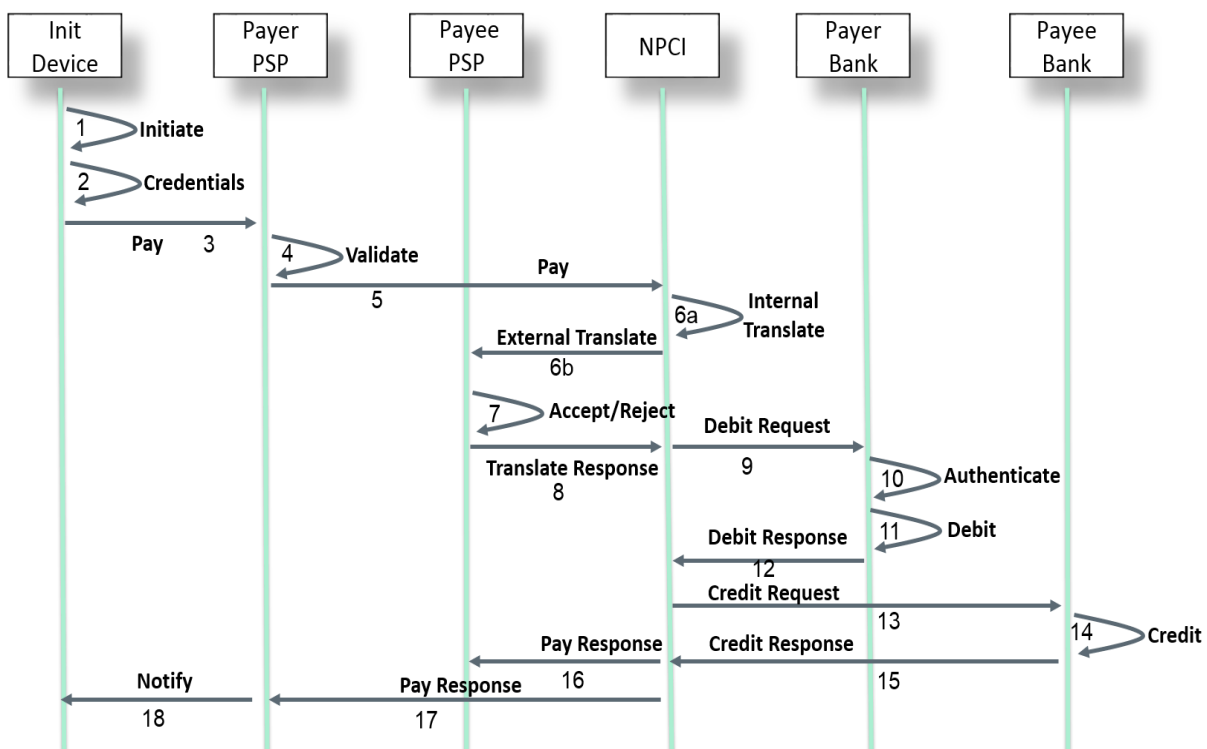 Init
Device
Payer
PSP
Payee
PSP
NPCI
Payer
Bank
Payee
Bank
1 Initiate
2 Credentials
Pay 3
4 Validate
Pay
5
6a Internal
Translate
External Translate
6b
7 Accept/Reject
Debit Request
9
Translate Response
8
10 Authenticate
11 Debit
Debit Response
12
Credit Request
13
14 Credit
Pay Response
16
Credit Response
15
Notify
18
Pay Response
17